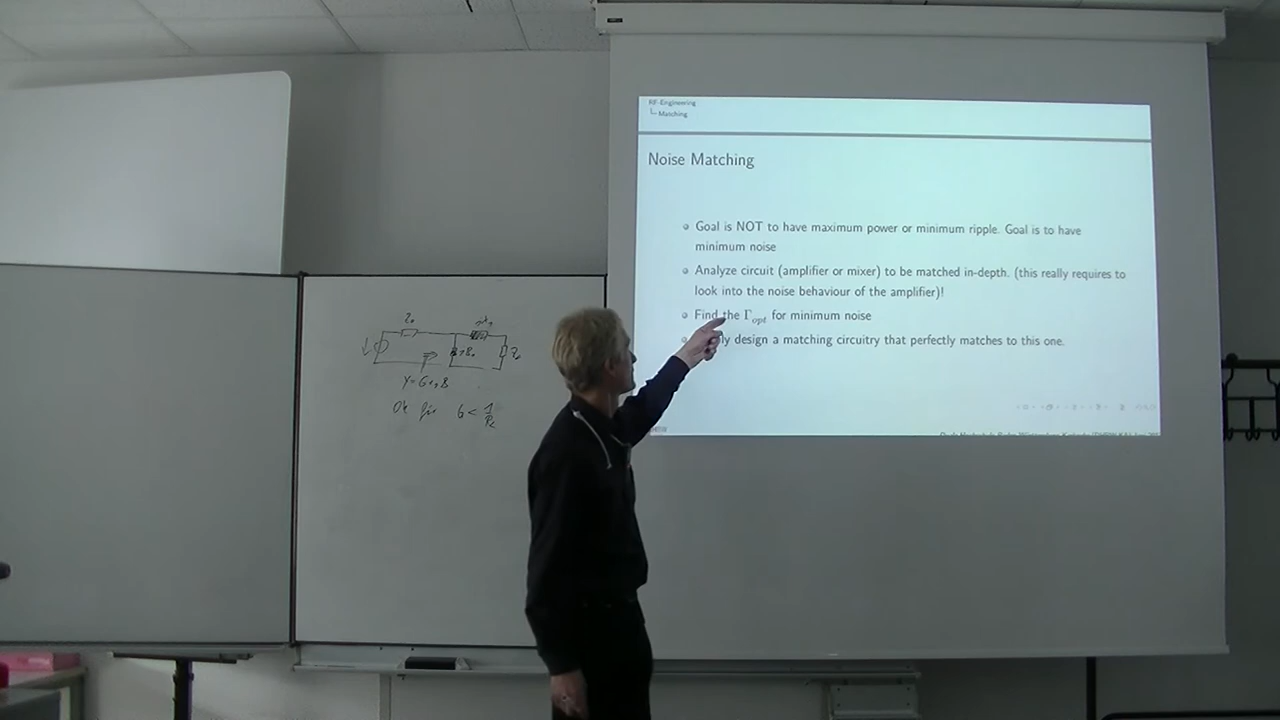 RF-Engineering
Matching
Noise Matching
Goal is NOT to have maximum power or minimum ripple. Goal is to have
minimum noise
Analyze circuit (amplifier or mixer) to be matched in-depth. (this really requires to
look into the noise behaviour of the amplifier)!
Find the Γopt for minimum noise
design a matching circuitry that perfectly matches to this one.
Y=G+jB
Ok für G < 1